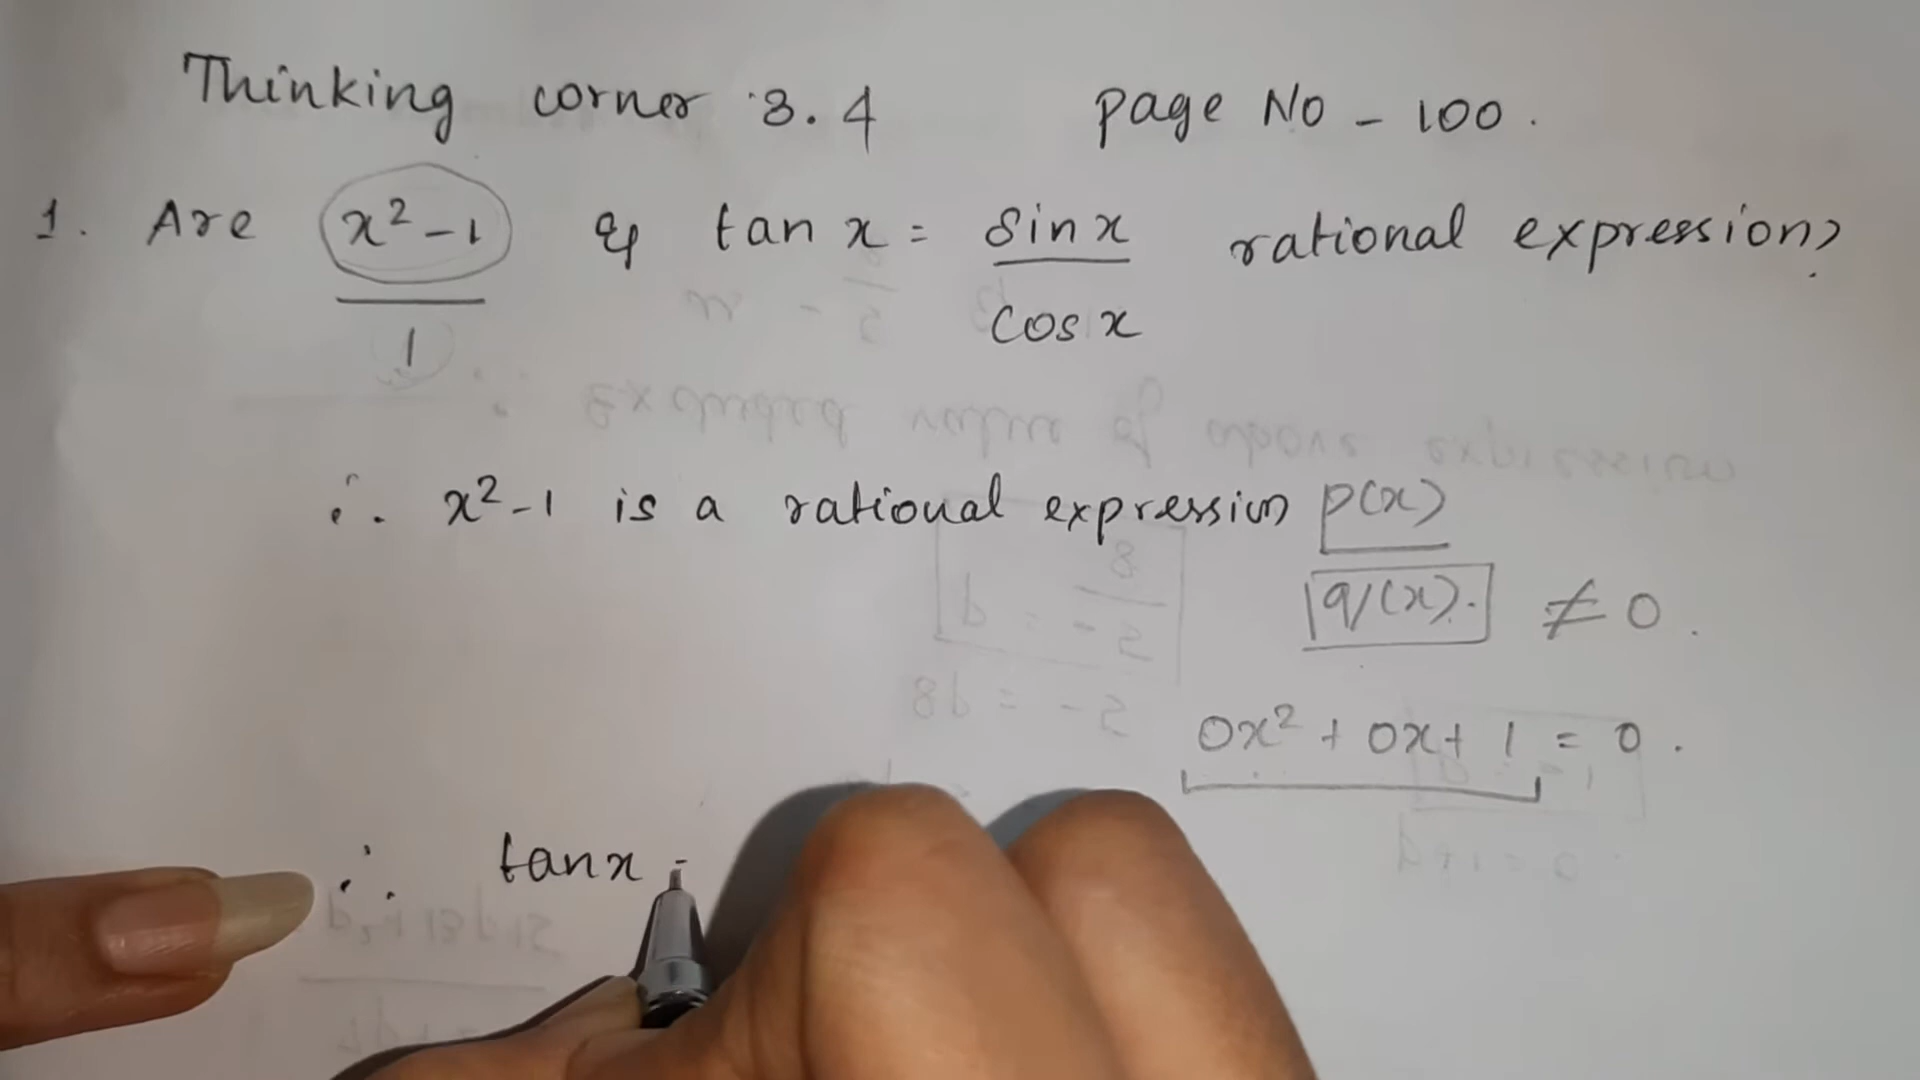 Thinking corner 3.4 page No - 100.
1. Are x² - 1 & tan x = sin x rational expression?
1 cos x
∴ x² - 1 is a rational expression p(x)
q(x). ≠ 0.
0x² + 0x + 1 = 0.
∴ tan x =